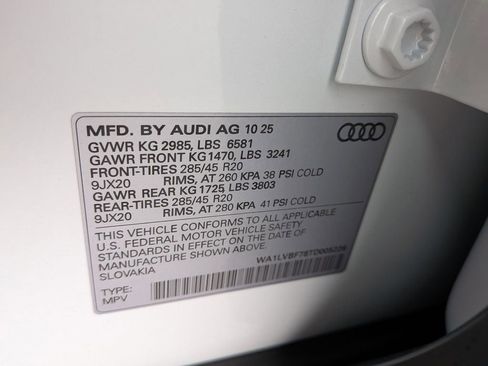 MFD. BY AUDI AG 10 25
GVWR KG 2985, LBS 6581
GAWR FRONT KG1470, LBS 3241
FRONT-TIRES 285/45 R20
9JX20 RIMS, AT 260 KPA 38 PSI COLD
GAWR REAR KG 1725, LBS 3803
REAR-TIRES 285/45 R20
9JX20 RIMS, AT 280 KPA 41 PSI COLD
THIS VEHICLE CONFORMS TO ALL APPLICABLE
U.S. FEDERAL MOTOR VEHICLE SAFETY
STANDARDS IN EFFECT ON THE DATE OF
MANUFACTURE SHOWN ABOVE.
SLOVAKIA
TYPE:
MPV